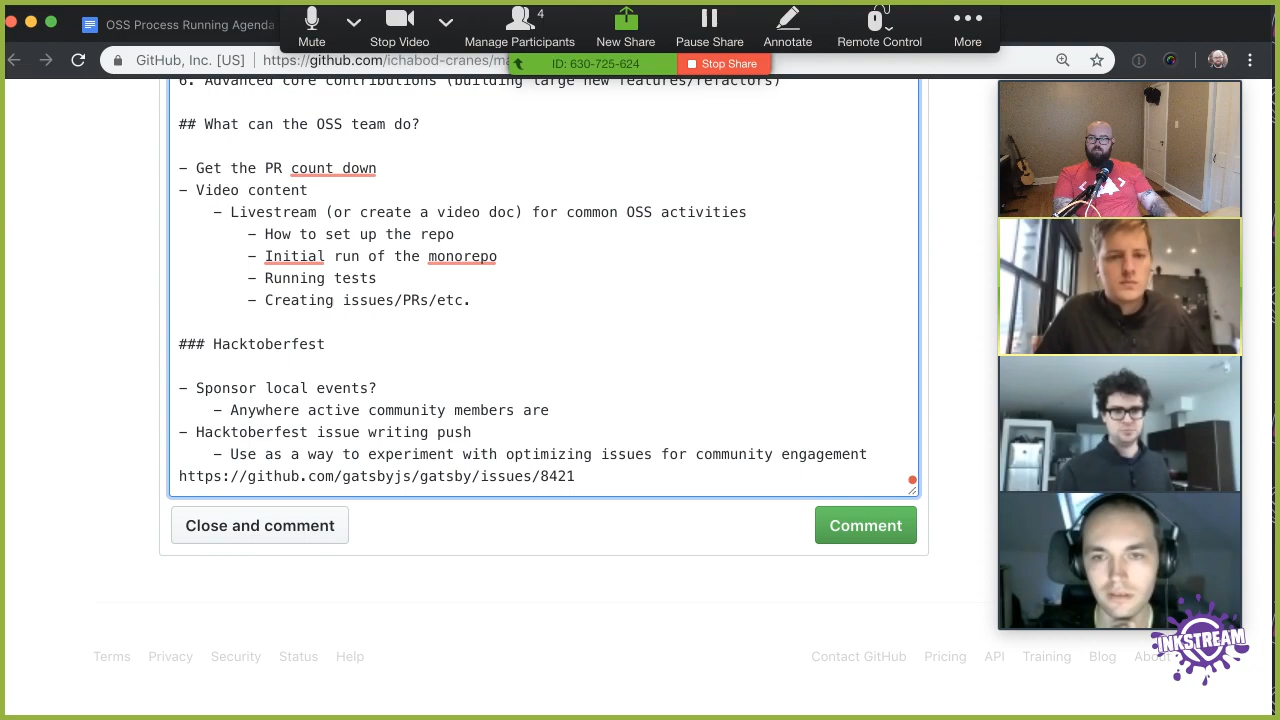 OSS Process Running Agenda
4
Mute
Stop Video
Manage Participants
New Share
Pause Share
Annotate
Remote Control
More
GitHub, Inc. [US]
https://github.com/ichabod-cranes/ma
ID: 630-725-624
Stop Share
6. Advanced core contributions (building large new features/refactors)
## What can the OSS team do?
- Get the PR count down
- Video content
- Livestream (or create a video doc) for common OSS activities
- How to set up the repo
- Initial run of the monorepo
- Running tests
- Creating issues/PRs/etc.
### Hacktoberfest
- Sponsor local events?
- Anywhere active community members are
- Hacktoberfest issue writing push
- Use as a way to experiment with optimizing issues for community engagement
https://github.com/gatsbyjs/gatsby/issues/8421
Close and comment
Comment
Terms
Privacy
Security
Status
Help
Contact GitHub
Pricing
API
Training
Blog
About
INKSTREAM